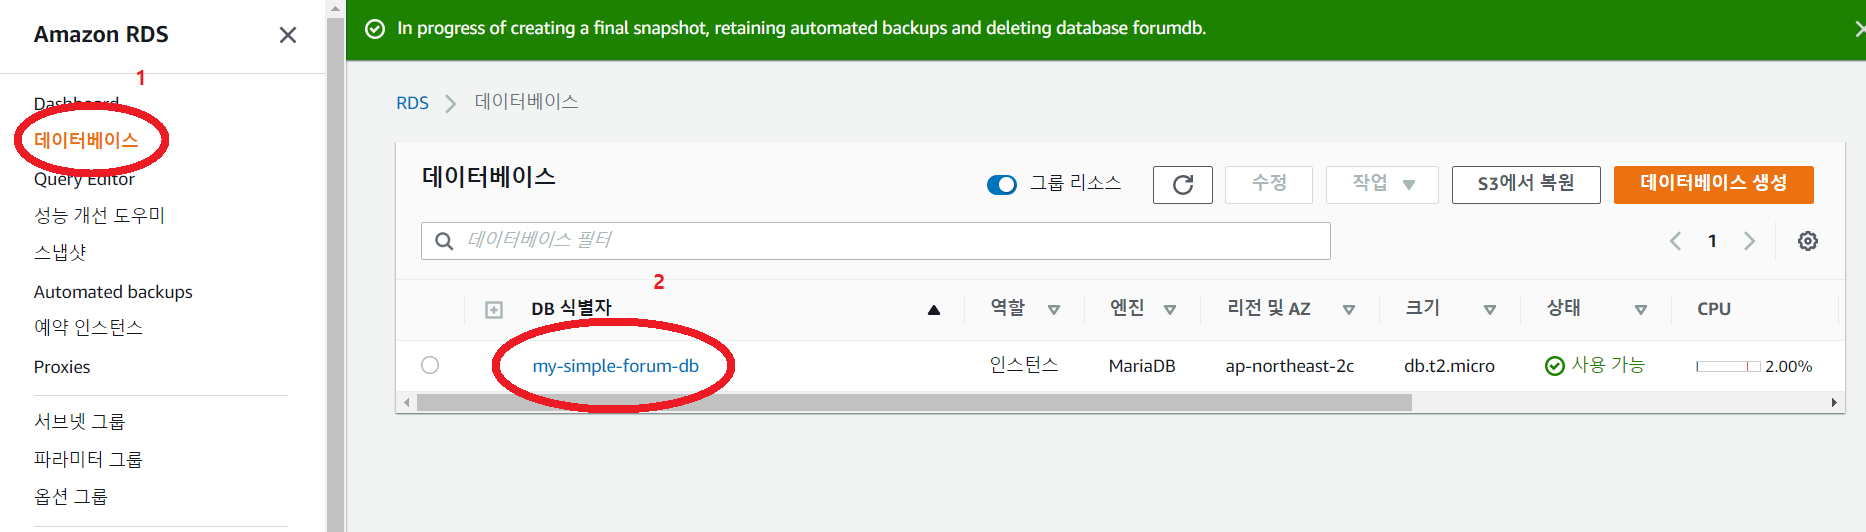 Amazon RDS
1
Dashboard
데이터베이스
Query Editor
성능 개선 도우미
스냅샷
Automated backups
예약 인스턴스
Proxies
서브넷 그룹
파라미터 그룹
옵션 그룹
In progress of creating a final snapshot, retaining automated backups and deleting database forumdb.
RDS 데이터베이스
데이터베이스
그룹 리소스 수정 작업 S3에서 복원 데이터베이스 생성
데이터베이스 필터
1
2
DB 식별자 역할 엔진 리전 및 AZ 크기 상태 CPU
my-simple-forum-db 인스턴스 MariaDB ap-northeast-2c db.t2.micro 사용 가능 2.00%